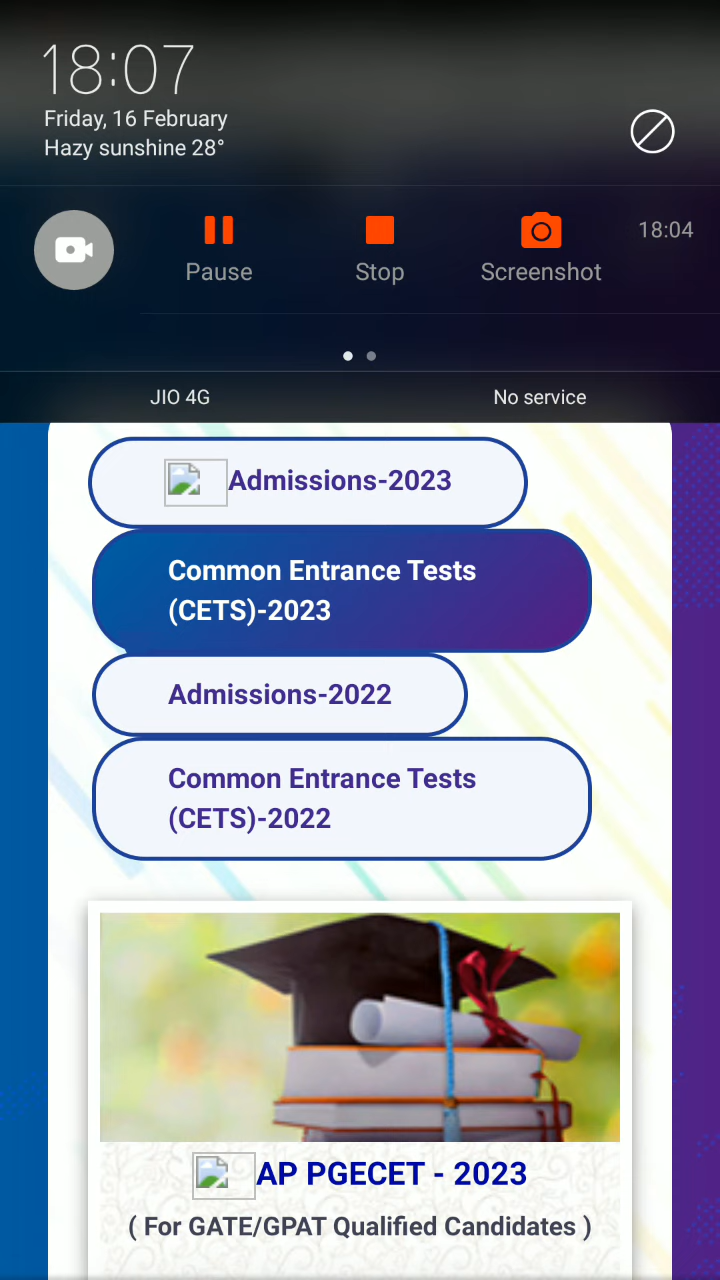 18:07
Friday, 16 February
Hazy sunshine 28°
Pause
Stop
Screenshot
18:04
JIO 4G
No service
Admissions-2023
Common Entrance Tests
(CETS)-2023
Admissions-2022
Common Entrance Tests
(CETS)-2022
AP PGECET - 2023
( For GATE/GPAT Qualified Candidates )